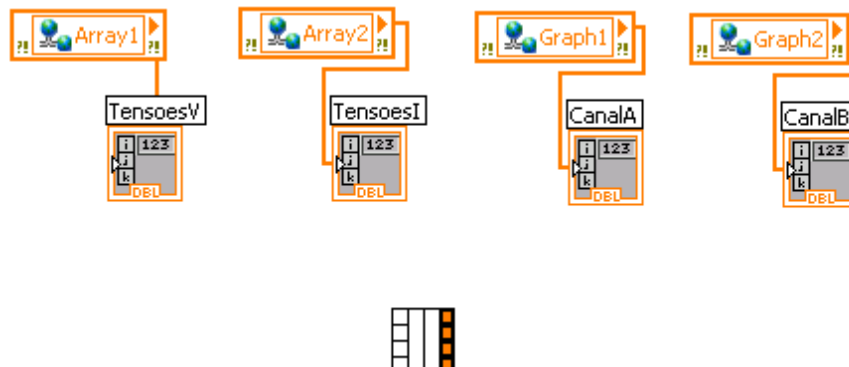 Array1
Array2
Graph1
Graph2
?!
?!
?!
?!
?!
?!
?!
?!
TensoesV
TensoesI
CanalA
CanalB
i
j
k
123
DBL
i
j
k
123
DBL
i
j
k
123
DBL
i
j
k
123
DBL